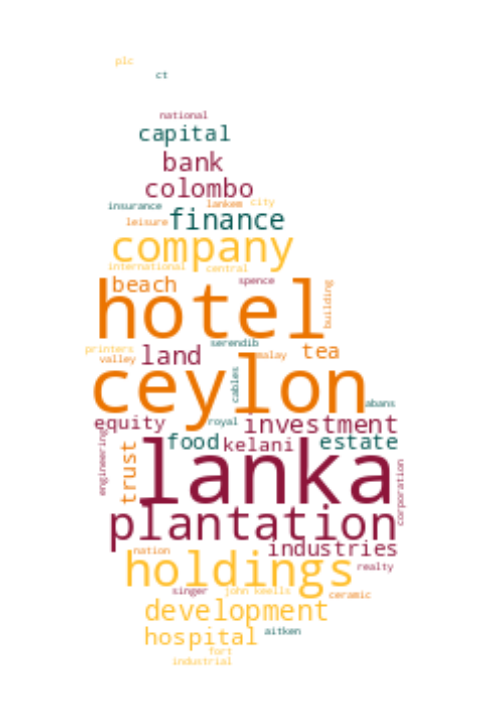 plc
ct
national
capital
bank
colombo
insurance lankem city
leisure finance
company
international central
beach spence
hotel building
serendib
printers land malay tea
valley
ceylon cables abans
equity royal investment
food kelani estate
engineering trust lanka corporation
plantation
nation industries
holdings realty
singer john keells ceramic
development
hospital aitken
fort
industrial